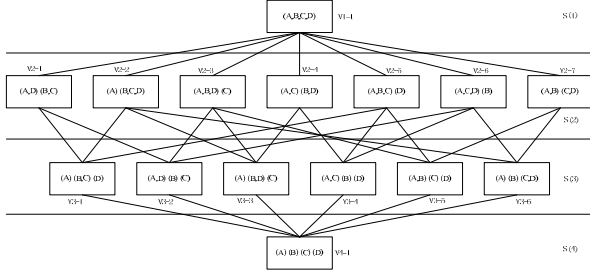 (A,B,C,D) V1-1 S(1)
V2-1 V2-2 V2-3 V2-4 V2-5 V2-6 V2-7
(A,D) (B,C) (A) (B,C,D) (A,B,D) (C) (A,C) (B,D) (A,B,C) (D) (A,C,D) (B) (A,B) (C,D)
S(2)
(A) (B,C) (D) (A,D) (B) (C) (A) (B,D) (C) (A,C) (B) (D) (A,B) (C) (D) (A) (B) (C,D) S(3)
V3-1 V3-2 V3-3 V3-4 V3-5 V3-6
(A) (B) (C) (D) V4-1 S(4)